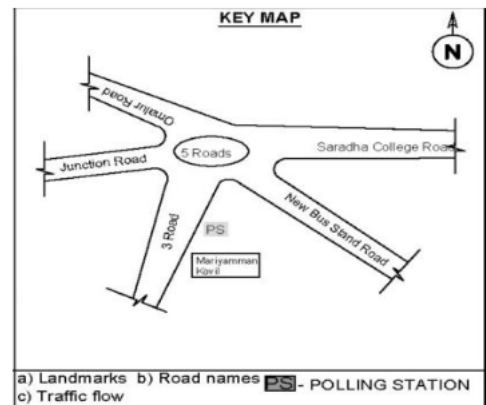 KEY MAP
N
Omalur Road
5 Roads
Saradha College Road
Junction Road
3 Road
PS
New Bus Stand Road
Mariyamman
Kovil
a) Landmarks b) Road names PS - POLLING STATION
c) Traffic flow